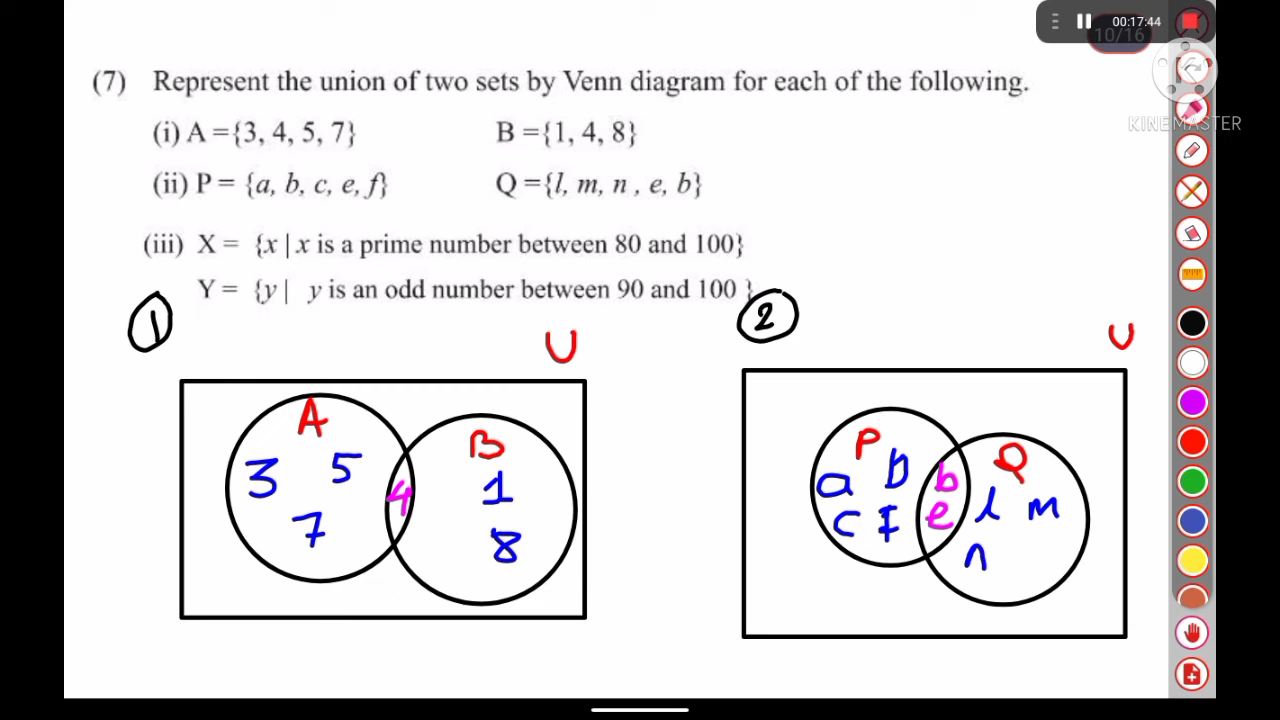 00:17:44
10/16
KINEMASTER
(7) Represent the union of two sets by Venn diagram for each of the following.
(i) A ={3, 4, 5, 7} B ={1, 4, 8}
(ii) P = {a, b, c, e, f} Q ={l, m, n , e, b}
(iii) X = {x | x is a prime number between 80 and 100}
Y = {y | y is an odd number between 90 and 100 }
1
U
A
B
3 5
4
1
7
8
2
U
P
Q
a b
b
c f
e
l m
n